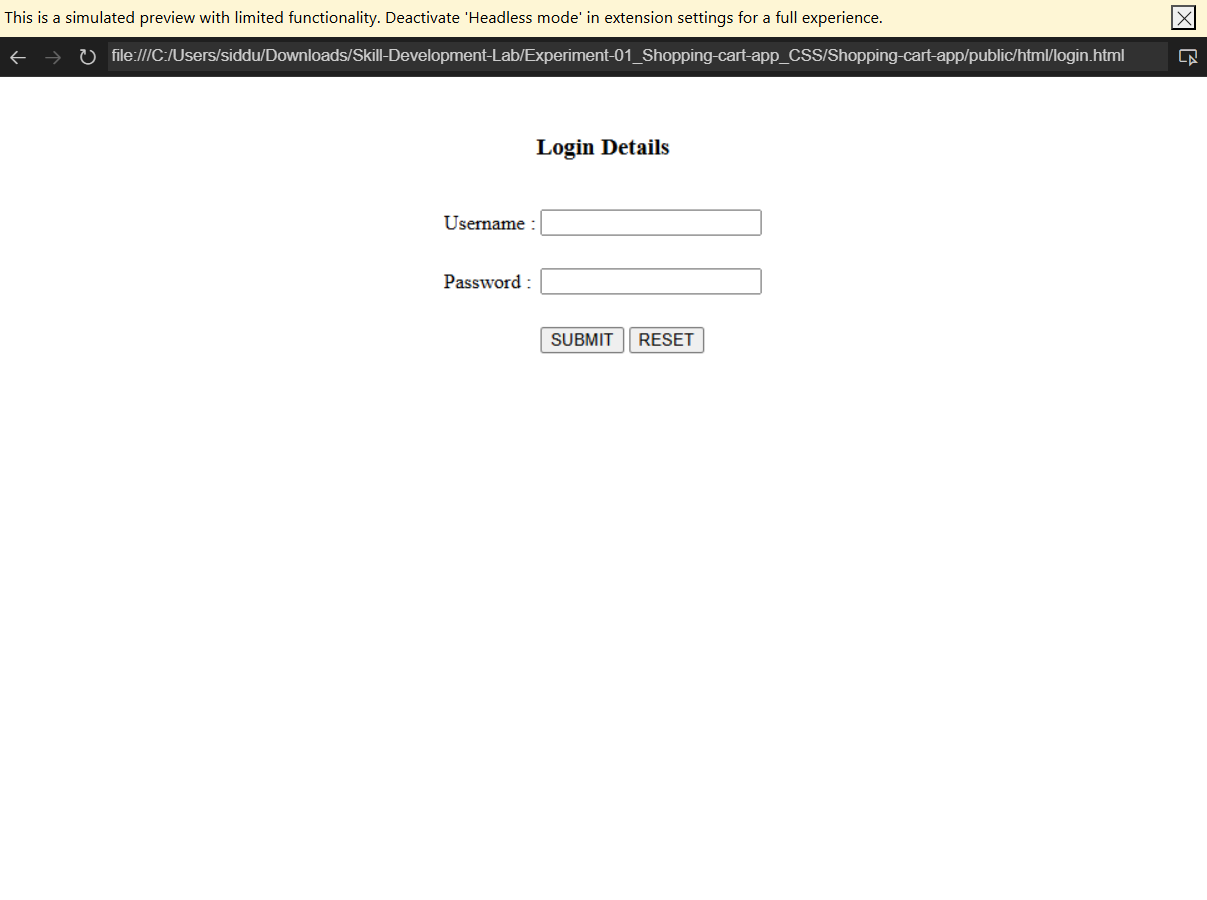 This is a simulated preview with limited functionality. Deactivate 'Headless mode' in extension settings for a full experience.
file:///C:/Users/siddu/Downloads/Skill-Development-Lab/Experiment-01_Shopping-cart-app_CSS/Shopping-cart-app/public/html/login.html
Login Details
Username :
Password :
SUBMIT RESET